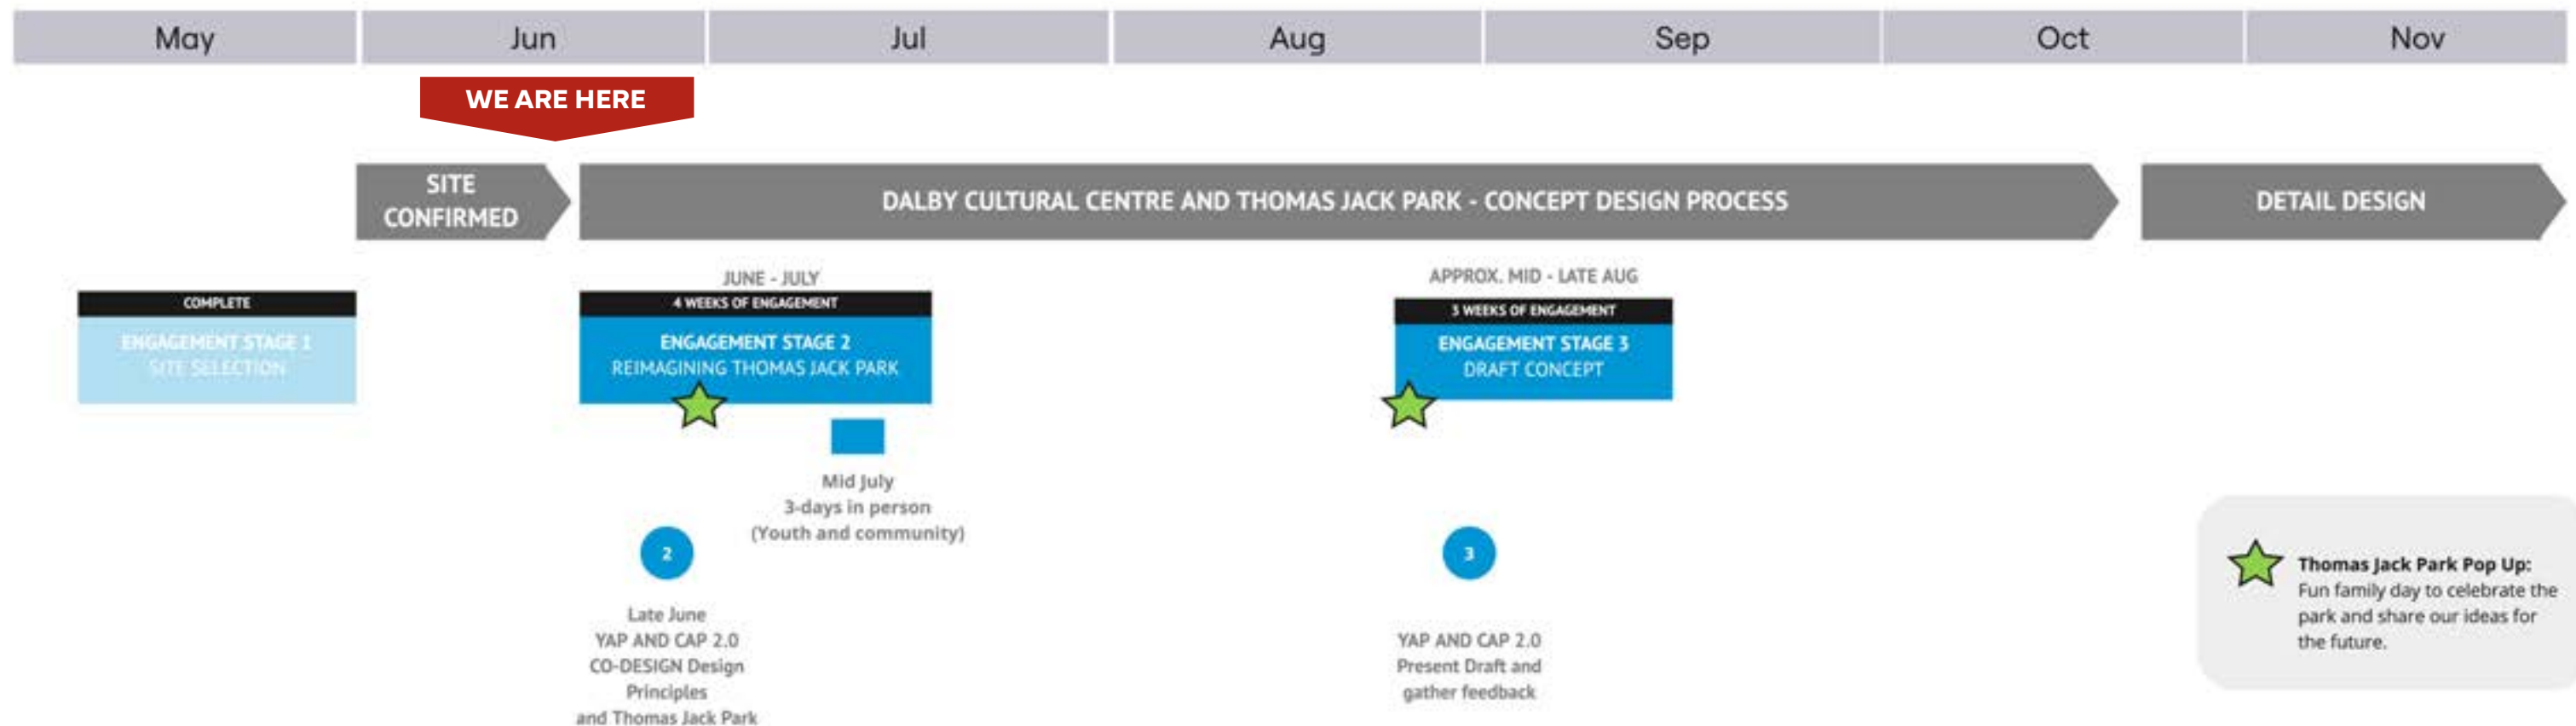 May Jun Jul Aug Sep Oct Nov
WE ARE HERE
SITE
CONFIRMED
DALBY CULTURAL CENTRE AND THOMAS JACK PARK - CONCEPT DESIGN PROCESS
DETAIL DESIGN
COMPLETE
ENGAGEMENT STAGE 1
SITE SELECTION
JUNE - JULY
4 WEEKS OF ENGAGEMENT
ENGAGEMENT STAGE 2
REIMAGINING THOMAS JACK PARK
APPROX. MID - LATE AUG
3 WEEKS OF ENGAGEMENT
ENGAGEMENT STAGE 3
DRAFT CONCEPT
Mid July
3-days in person
(Youth and community)
2
Late June
YAP AND CAP 2.0
CO-DESIGN Design
Principles
and Thomas Jack Park
3
YAP AND CAP 2.0
Present Draft and
gather feedback
Thomas Jack Park Pop Up:
Fun family day to celebrate the
park and share our ideas for
the future.